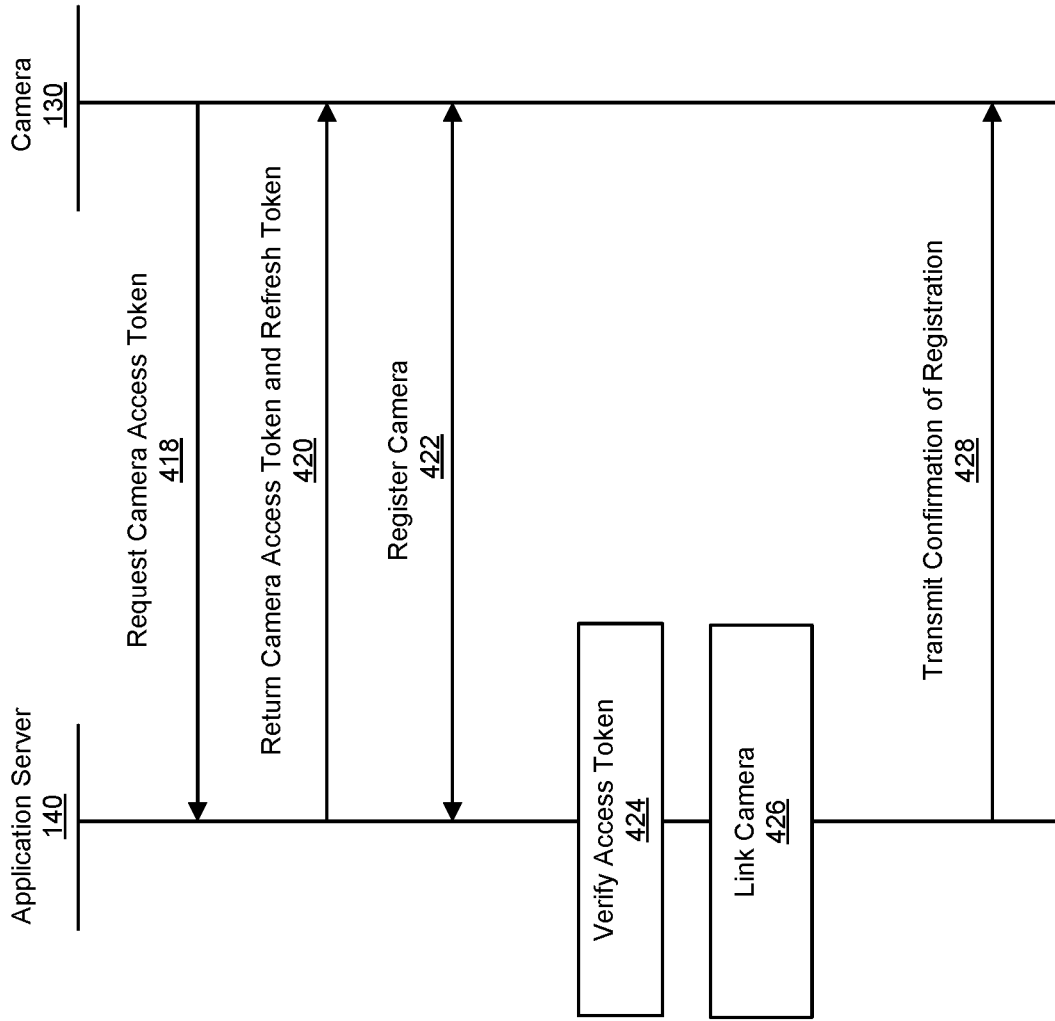 Application Server
140
Camera
130
Request Camera Access Token
418
Return Camera Access Token and Refresh Token
420
Register Camera
422
Verify Access Token
424
Link Camera
426
Transmit Confirmation of Registration
428